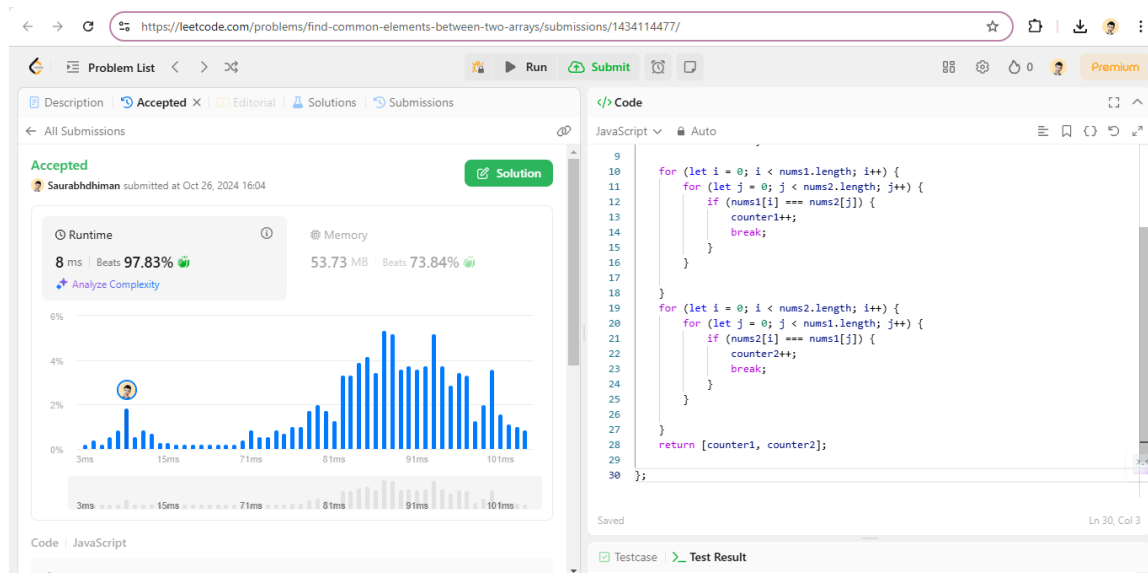 https://leetcode.com/problems/find-common-elements-between-two-arrays/submissions/1434114477/
Problem List
Run
Submit
0
Premium
Description
Accepted
Editorial
Solutions
Submissions
All Submissions
Accepted
Saurabhdhiman submitted at Oct 26, 2024 16:04
Solution
Runtime
8 ms Beats 97.83%
Analyze Complexity
Memory
53.73 MB Beats 73.84%
6%
4%
2%
0%
3ms 15ms 71ms 81ms 91ms 101ms
3ms 15ms 71ms 81ms 91ms 101ms
Code JavaScript
</> Code
JavaScript Auto
9
10 for (let i = 0; i < nums1.length; i++) {
11 for (let j = 0; j < nums2.length; j++) {
12 if (nums1[i] === nums2[j]) {
13 counter1++;
14 break;
15 }
16 }
17
18 }
19 for (let i = 0; i < nums2.length; i++) {
20 for (let j = 0; j < nums1.length; j++) {
21 if (nums2[i] === nums1[j]) {
22 counter2++;
23 break;
24 }
25 }
26
27 }
28 return [counter1, counter2];
29
30 };
Saved
Ln 30, Col 3
Testcase
Test Result